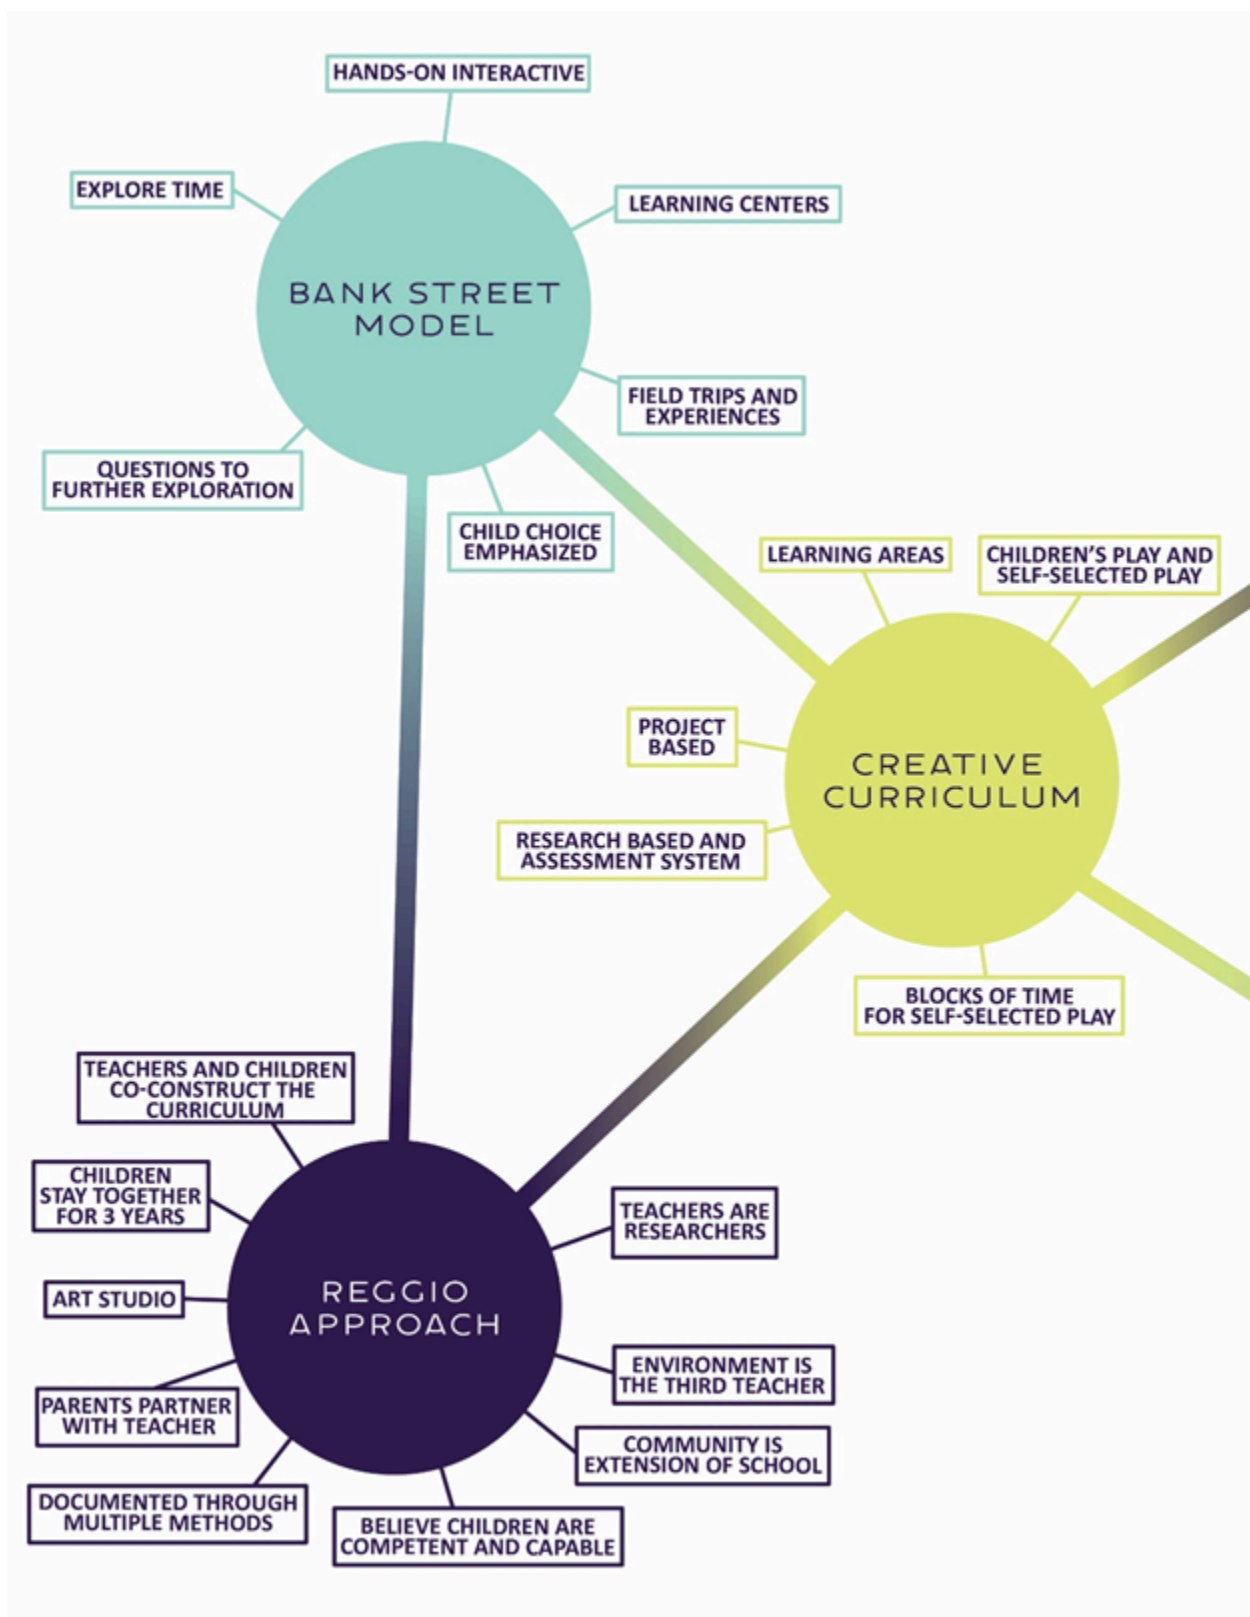 HANDS-ON INTERACTIVE
EXPLORE TIME
LEARNING CENTERS
BANK STREET
MODEL
FIELD TRIPS AND
EXPERIENCES
QUESTIONS TO
FURTHER EXPLORATION
CHILD CHOICE
EMPHASIZED
LEARNING AREAS
CHILDREN'S PLAY AND
SELF-SELECTED PLAY
PROJECT
BASED
CREATIVE
CURRICULUM
RESEARCH BASED AND
ASSESSMENT SYSTEM
BLOCKS OF TIME
FOR SELF-SELECTED PLAY
TEACHERS AND CHILDREN
CO-CONSTRUCT THE
CURRICULUM
CHILDREN
STAY TOGETHER
FOR 3 YEARS
TEACHERS ARE
RESEARCHERS
ART STUDIO
REGGIO
APPROACH
ENVIRONMENT IS
THE THIRD TEACHER
PARENTS PARTNER
WITH TEACHER
COMMUNITY IS
EXTENSION OF SCHOOL
DOCUMENTED THROUGH
MULTIPLE METHODS
BELIEVE CHILDREN ARE
COMPETENT AND CAPABLE